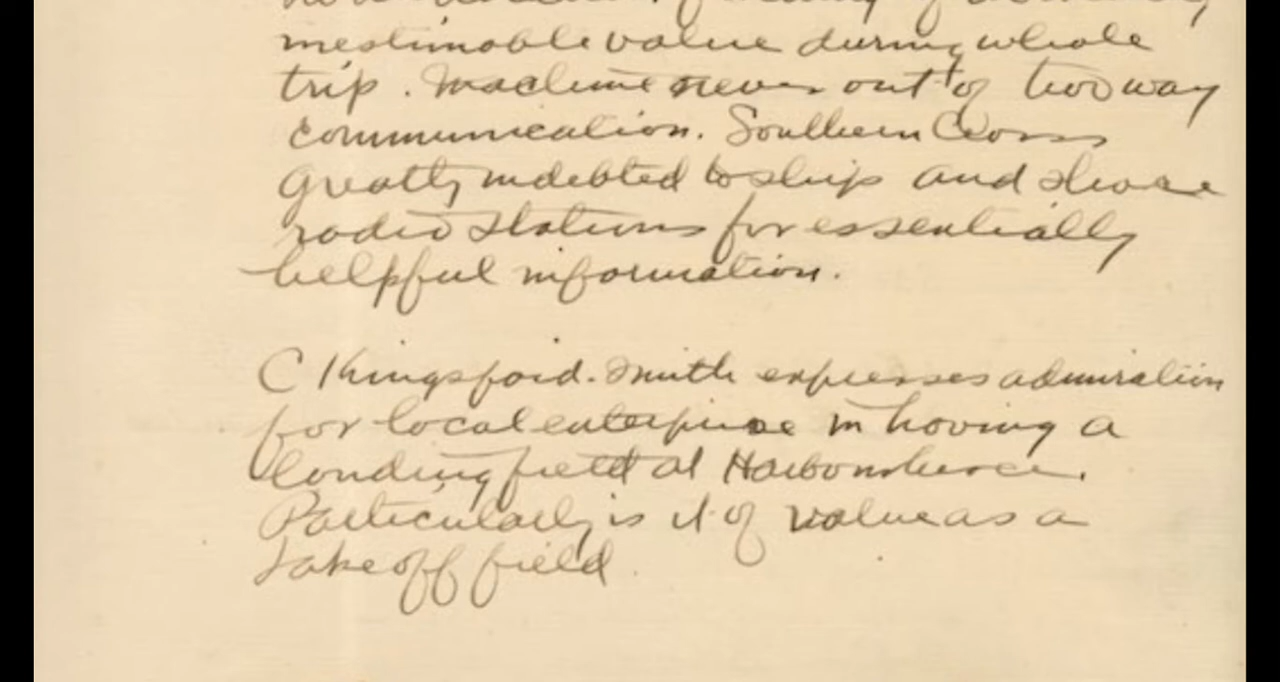 inestimable value during whole
trip. Machine never out of two way
communication. Southern Cross
Greatly indebted to ship and shore
radio stations for essentially
helpful information.
C Kingsford-Smith expresses admiration
for local enterprise in having a
landing field at Harbour Grace.
Particularly is it of value as a
take off field.